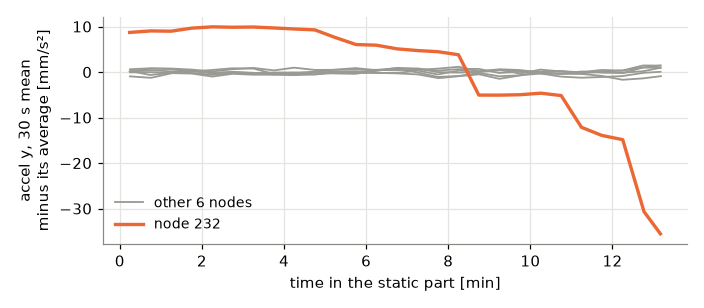 accel y, 30 s mean
minus its average [mm/s²]
10
0
−10
−20
−30
other 6 nodes
node 232
0 2 4 6 8 10 12
time in the static part [min]